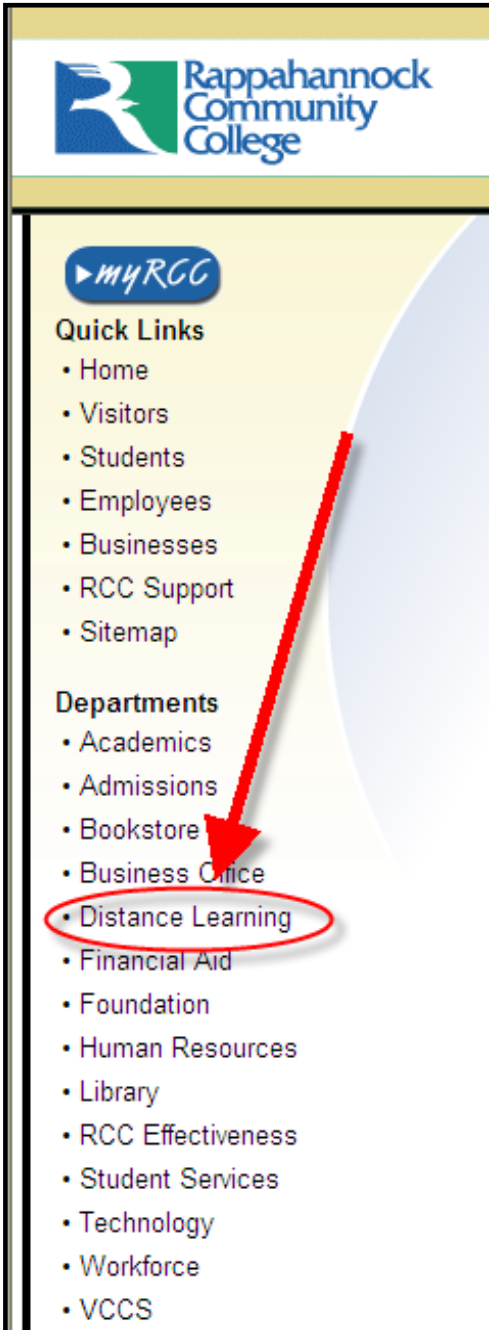 Rappahannock
Community
College
▸myRCC
Quick Links
• Home
• Visitors
• Students
• Employees
• Businesses
• RCC Support
• Sitemap
Departments
• Academics
• Admissions
• Bookstore
• Business Office
• Distance Learning
• Financial Aid
• Foundation
• Human Resources
• Library
• RCC Effectiveness
• Student Services
• Technology
• Workforce
• VCCS